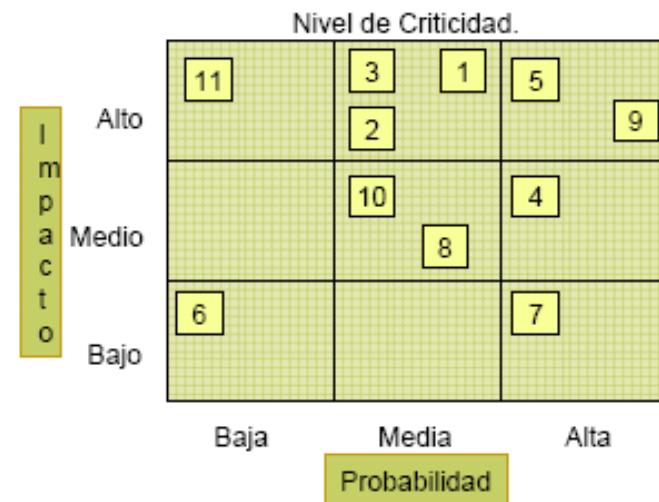 Nivel de Criticidad.
Impacto
Alto
Medio
Bajo
11
3
1
5
9
2
10
4
8
6
7
Baja
Media
Alta
Probabilidad